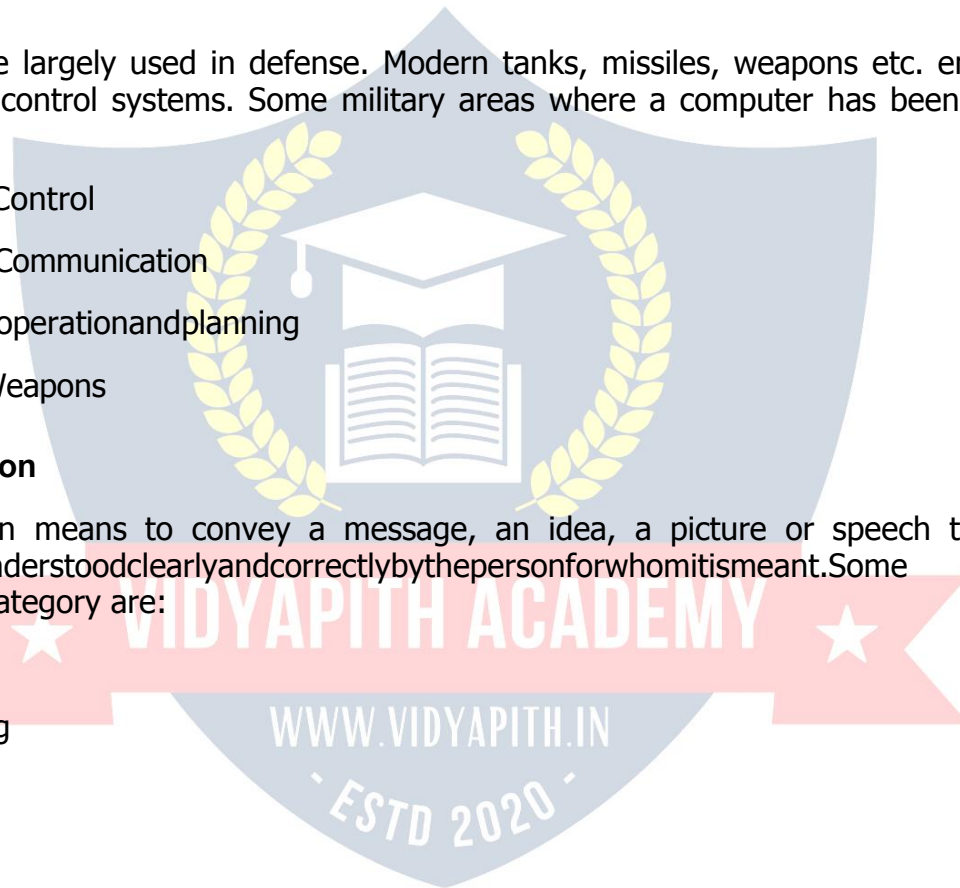 e largely used in defense. Modern tanks, missiles, weapons etc. en
control systems. Some military areas where a computer has been
Control
Communication
operationandplanning
Weapons
on
n means to convey a message, an idea, a picture or speech t
nderstoodclearlyandcorrectlybythepersonforwhomitismeant.Some
ategory are:
VIDYAPITH ACADEMY
g
WWW.VIDYAPITH.IN
- ESTD 2020 -